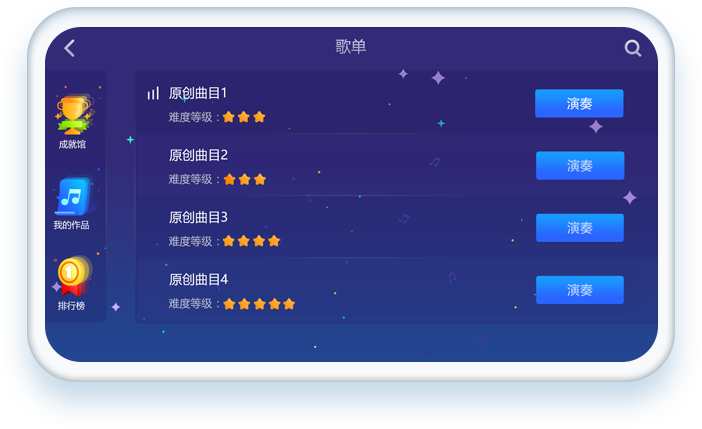 歌单
成就馆
我的作品
1
排行榜
原创曲目1
难度等级：
演奏
原创曲目2
难度等级：
演奏
原创曲目3
难度等级：
演奏
原创曲目4
难度等级：
演奏